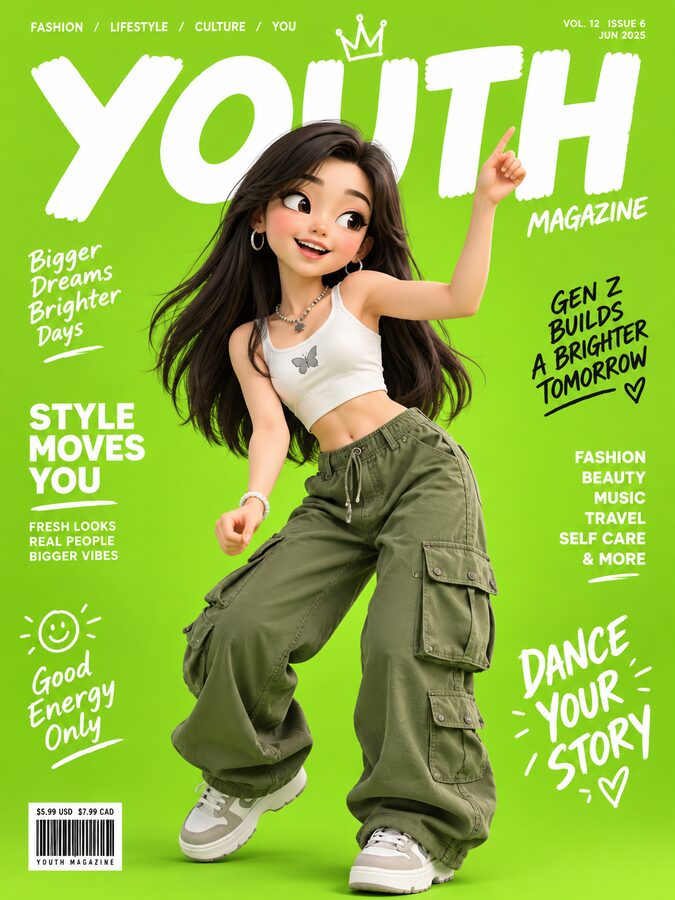 FASHION / LIFESTYLE / CULTURE / YOU
VOL. 12 ISSUE 6
JUN 2025
YOUTH
MAGAZINE
Bigger
Dreams
Brighter
Days
GEN Z
BUILDS
A BRIGHTER
TOMORROW
STYLE
MOVES
YOU
FRESH LOOKS
REAL PEOPLE
BIGGER VIBES
FASHION
BEAUTY
MUSIC
TRAVEL
SELF CARE
& MORE
Good
Energy
Only
DANCE
YOUR
STORY
$5.99 USD $7.99 CAD
YOUTH MAGAZINE